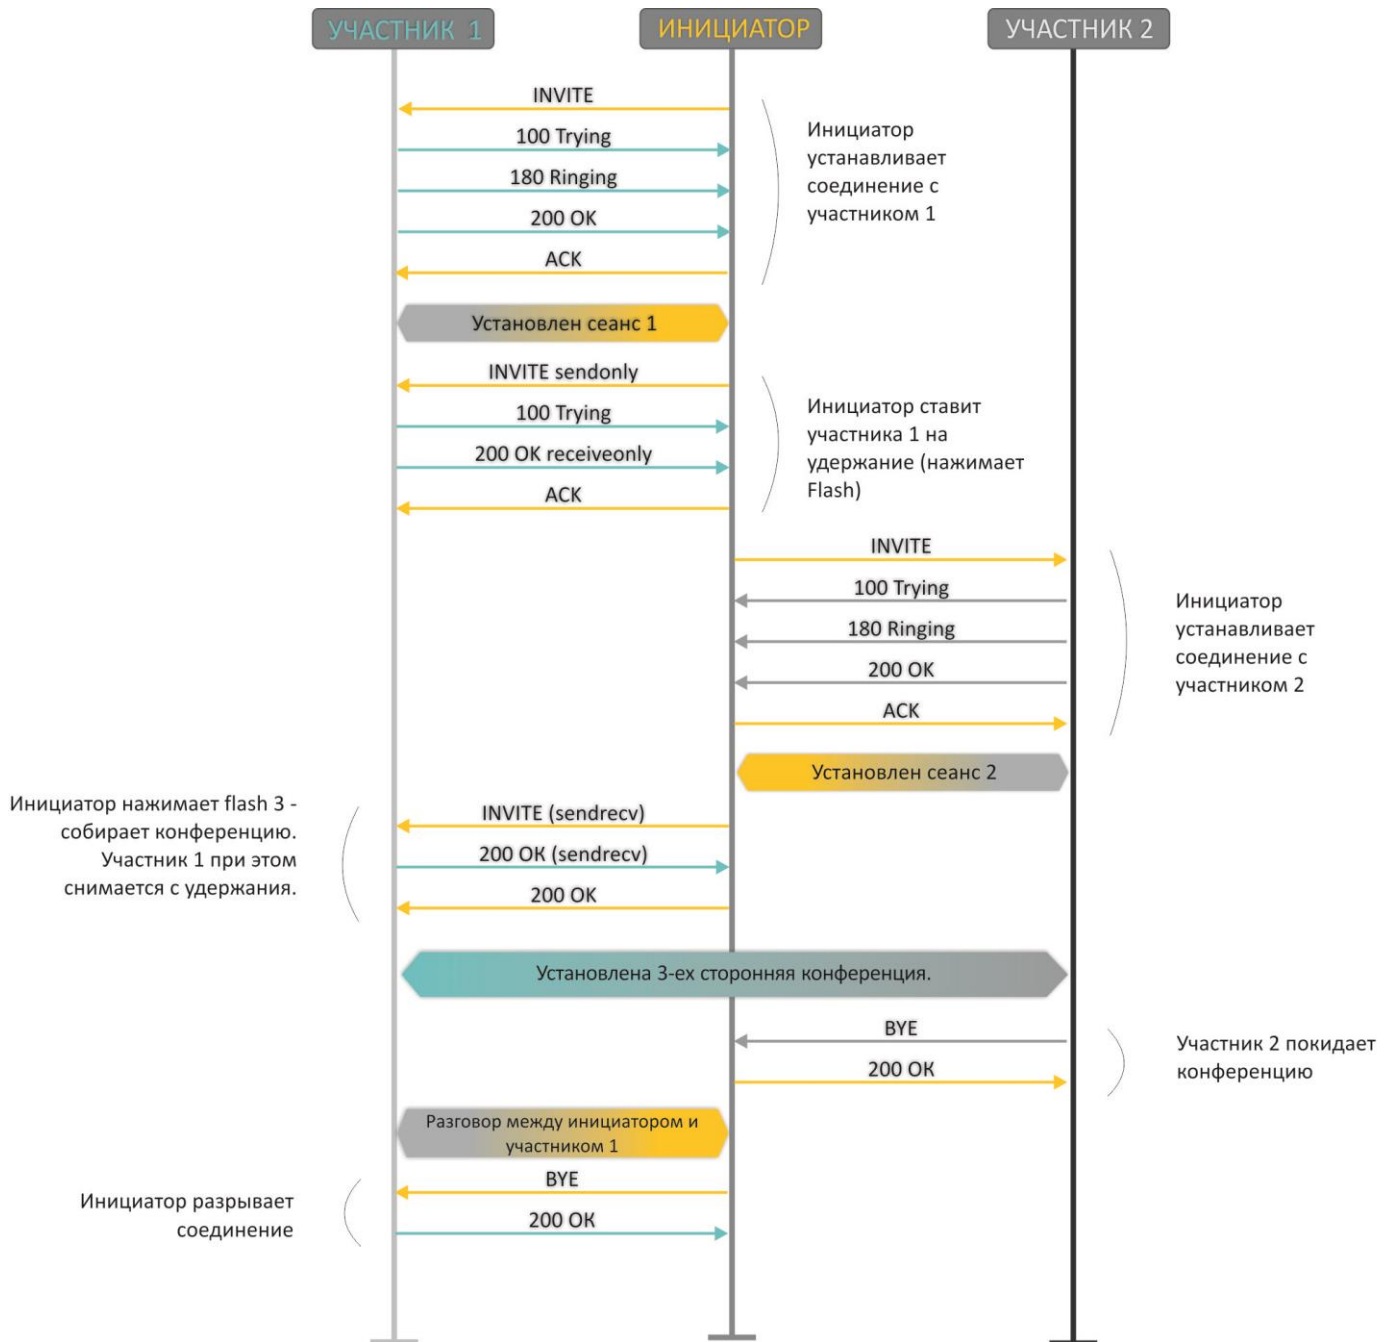 УЧАСТНИК 1
ИНИЦИАТОР
УЧАСТНИК 2
INVITE
100 Trying
180 Ringing
200 OK
ACK
Инициатор
устанавливает
соединение с
участником 1
Установлен сеанс 1
INVITE sendonly
100 Trying
200 OK receiveonly
ACK
Инициатор ставит
участника 1 на
удержание (нажимает
Flash)
INVITE
100 Trying
180 Ringing
200 OK
ACK
Инициатор
устанавливает
соединение с
участником 2
Установлен сеанс 2
Инициатор нажимает flash 3 -
собирает конференцию.
Участник 1 при этом
снимается с удержания.
INVITE (sendrecv)
200 OK (sendrecv)
200 OK
Установлена 3-ех сторонняя конференция.
BYE
200 OK
Участник 2 покидает
конференцию
Разговор между инициатором и
участником 1
BYE
200 OK
Инициатор разрывает
соединение